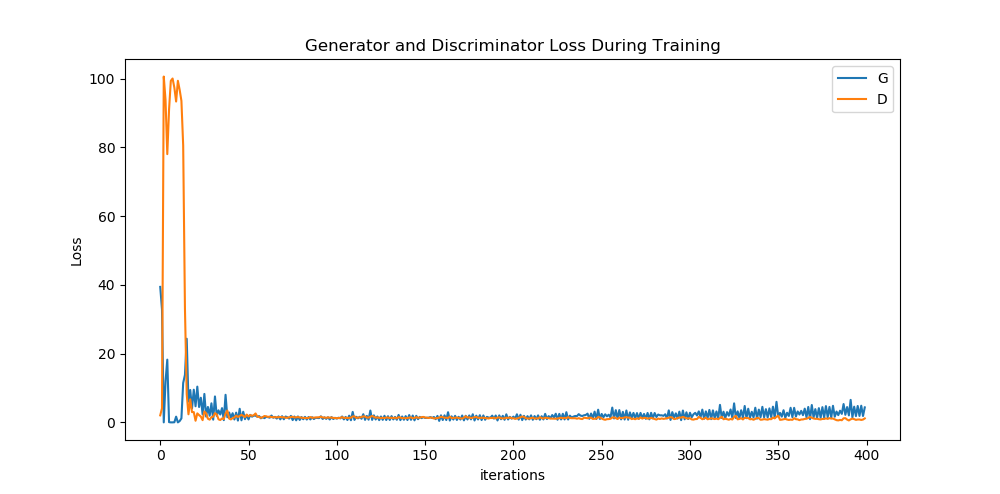 Generator and Discriminator Loss During Training
G
D
100
80
60
40
20
0
Loss
0 50 100 150 200 250 300 350 400
iterations